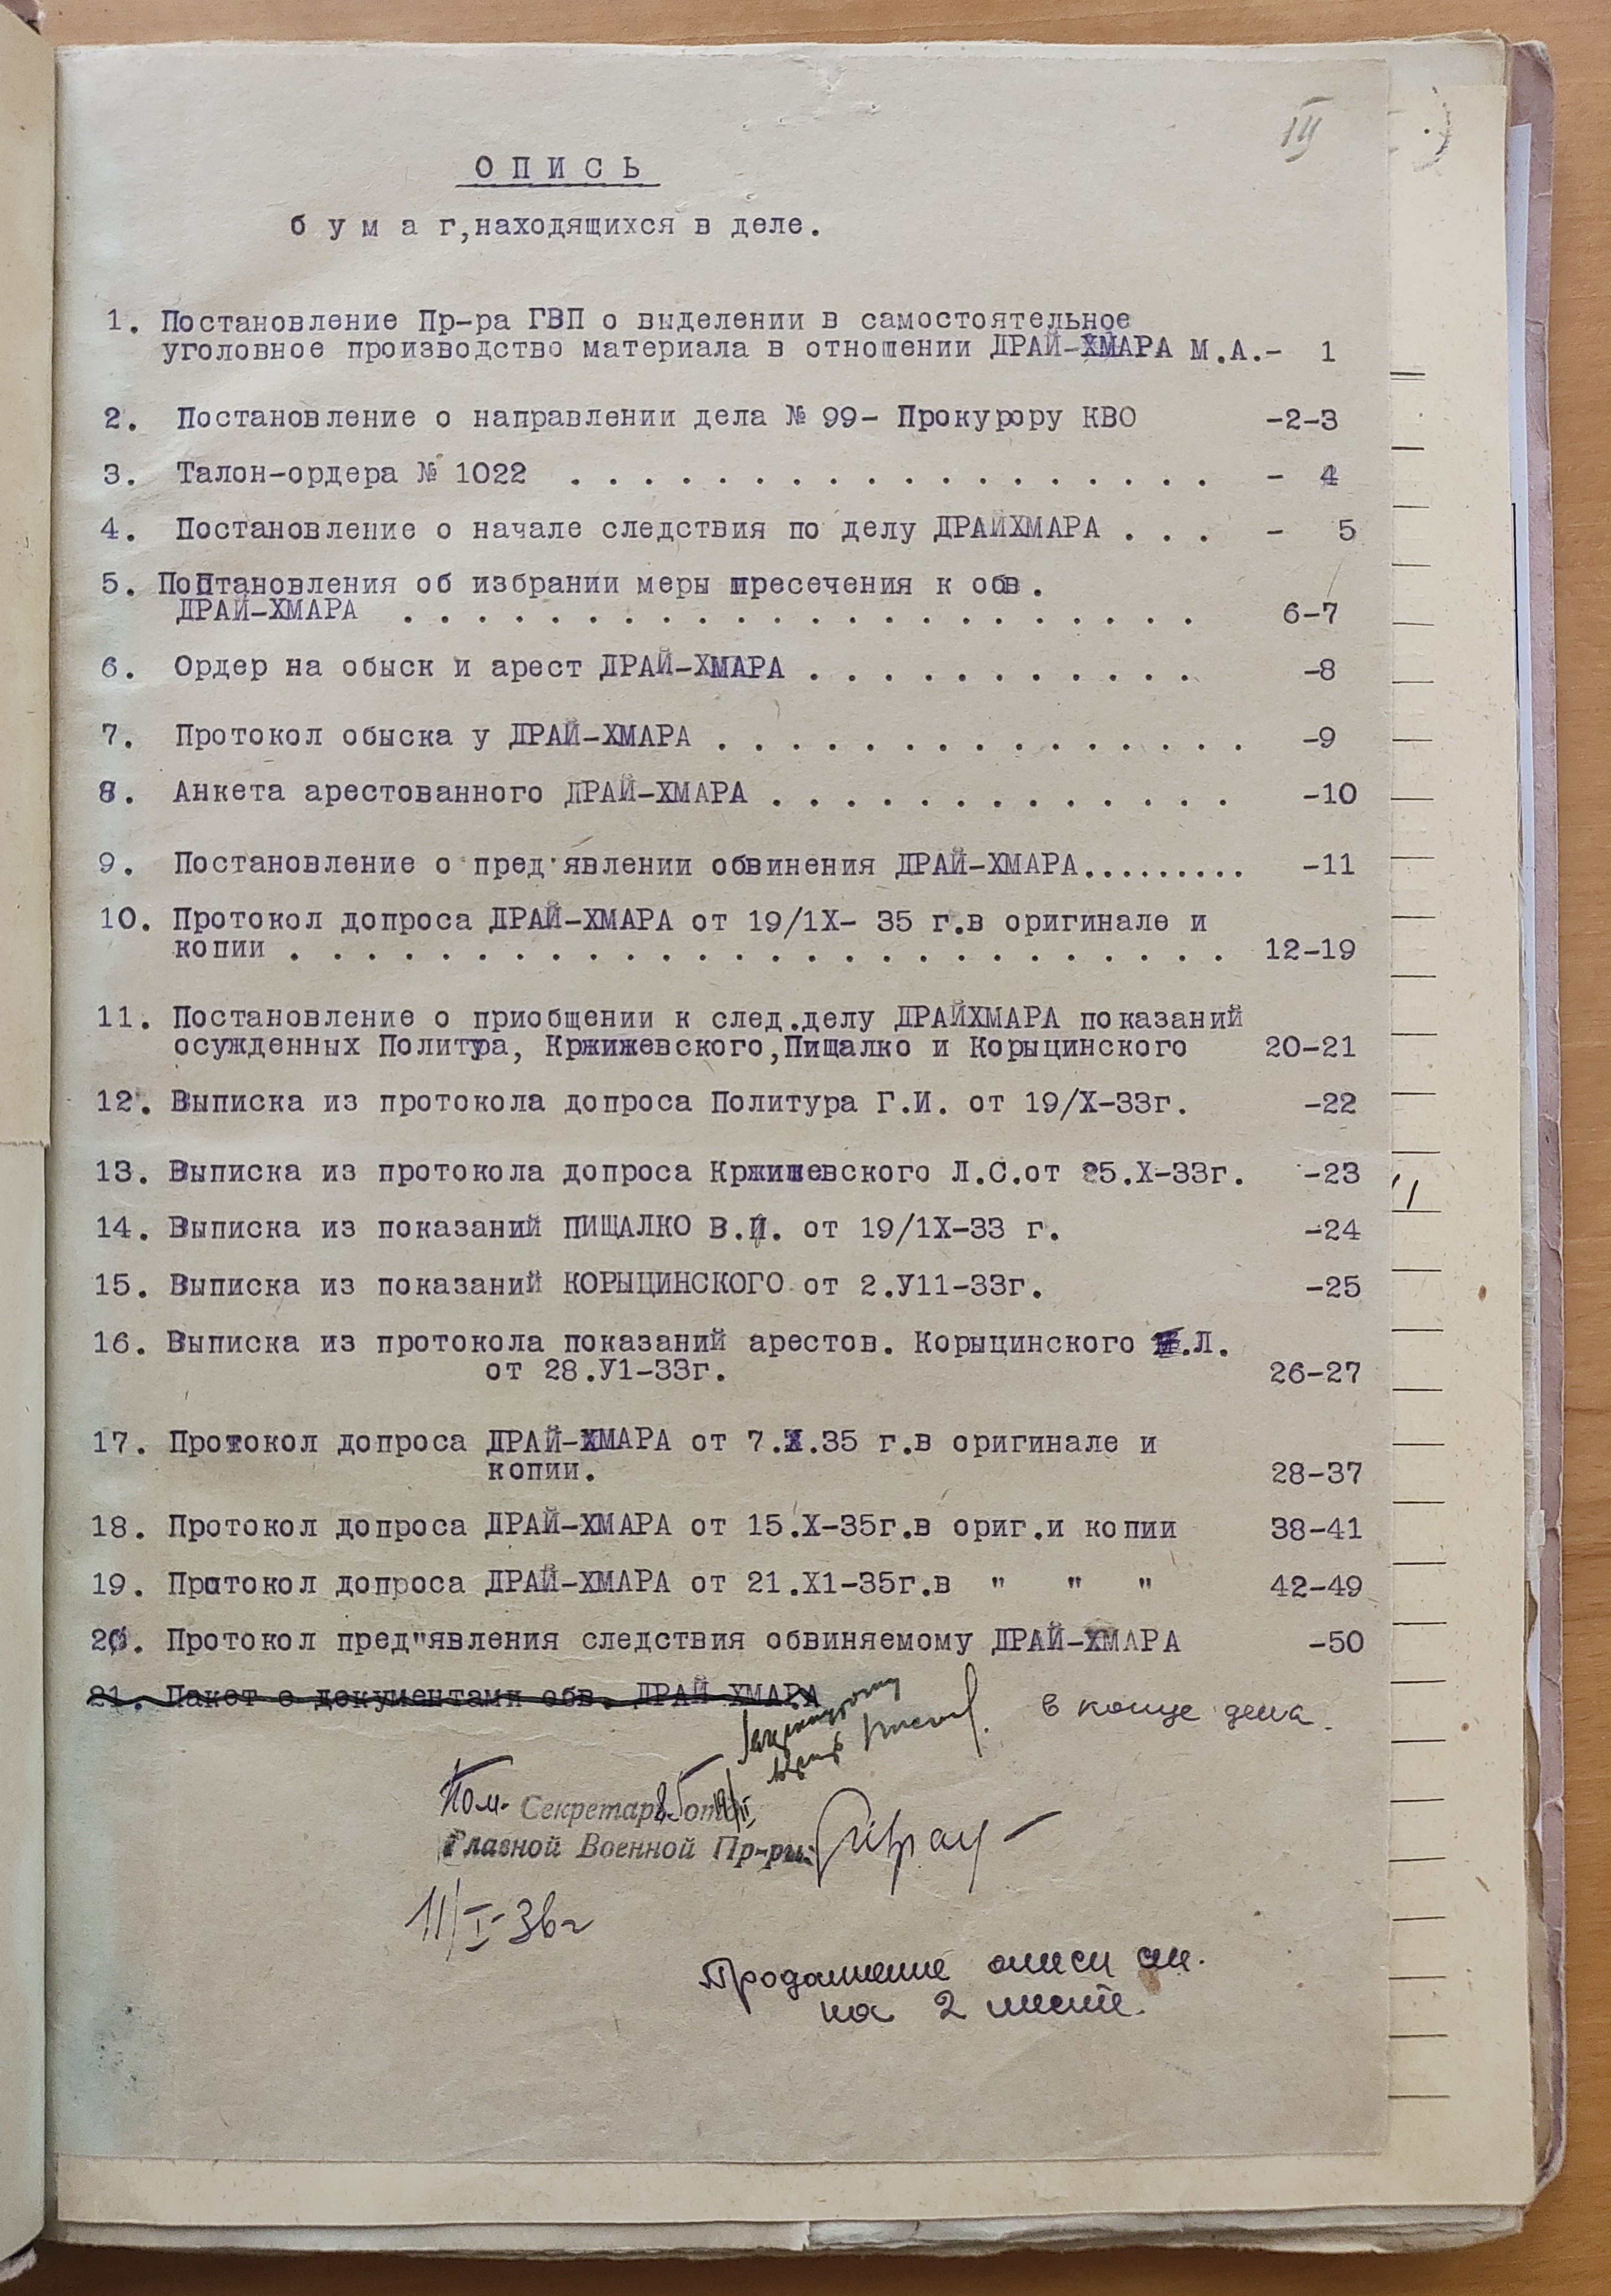 III
О П И С Ь
б у м а г,находящихся в деле.
1. Постановление Пр-ра ГВП о выделении в самостоятельное
уголовное производство материала в отношении ДРАЙ-ХМАРА М.А.- 1
2. Постановление о направлении дела № 99- Прокурору КВО -2-3
3. Талон-ордера № 1022 . . . . . . . . . . . . . . . . . . - 4
4. Постановление о начале следствия по делу ДРАЙХМАРА . . . - 5
5. Поптановления об избрании меры пресечения к обв.
ДРАЙ-ХМАРА . . . . . . . . . . . . . . . . . . . . . . 6-7
6. Ордер на обыск и арест ДРАЙ-ХМАРА . . . . . . . . . . . -8
7. Протокол обыска у ДРАЙ-ХМАРА . . . . . . . . . . . . . . . -9
8. Анкета арестованного ДРАЙ-ХМАРА . . . . . . . . . . . . . -10
9. Постановление о пред'явлении обвинения ДРАЙ-ХМАРА......... -11
10. Протокол допроса ДРАЙ-ХМАРА от 19/1Х- 35 г.в оригинале и
копии . . . . . . . . . . . . . . . . . . . . . . . . . . 12-19
11. Постановление о приобщении к след.делу ДРАЙХМАРА показаний
осужденных Политура, Кржижевского,Пищалко и Корыцинского 20-21
12. Выписка из протокола допроса Политура Г.И. от 19/Х-33г. -22
13. Выписка из протокола допроса Кржишевского Л.С.от 25.Х-33г. -23
14. Выписка из показаний ПИЩАЛКО В.И. от 19/1Х-33 г. -24
15. Выписка из показаний КОРЫЦИНСКОГО от 2.У11-33г. -25
16. Выписка из протокола показаний арестов. Корыцинского .Л.
от 28.У1-33г. 26-27
17. Протокол допроса ДРАЙ-ХМАРА от 7.Х.35 г.в оригинале и
копии. 28-37
18. Протокол допроса ДРАЙ-ХМАРА от 15.Х-35г.в ориг.и копии 38-41
19. Протокол допроса ДРАЙ-ХМАРА от 21.Х1-35г.в " " " 42-49
20. Протокол пред"явления следствия обвиняемому ДРАЙ-ХМАРА -50
21. Пакет с документами обв. ДРАЙ ХМАРА
в конце дела.
Пом. Секретарь
Главной Военной Пр-ры:
11/I-36г
Продолжение описи см.
на 2 листе.